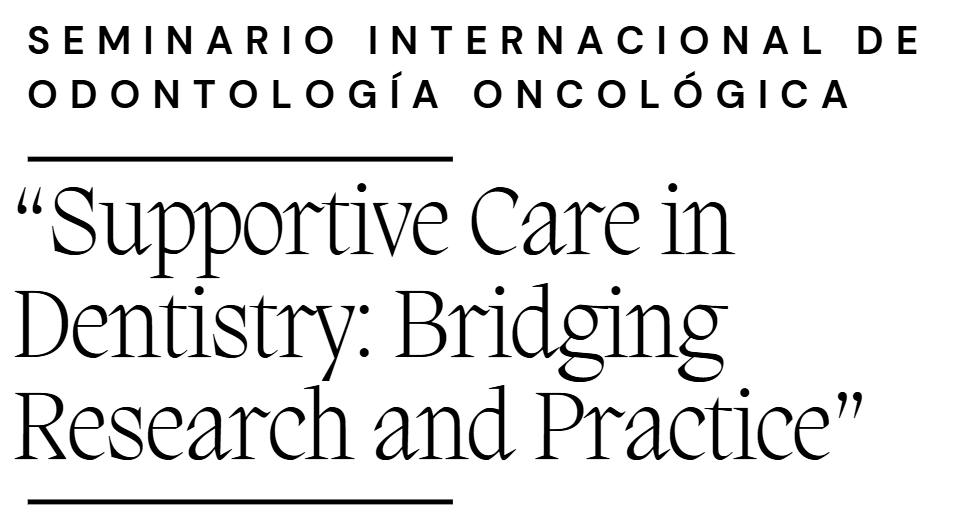 SEMINARIO INTERNACIONAL DE
ODONTOLOGÍA ONCOLÓGICA
“Supportive Care in
Dentistry: Bridging
Research and Practice”